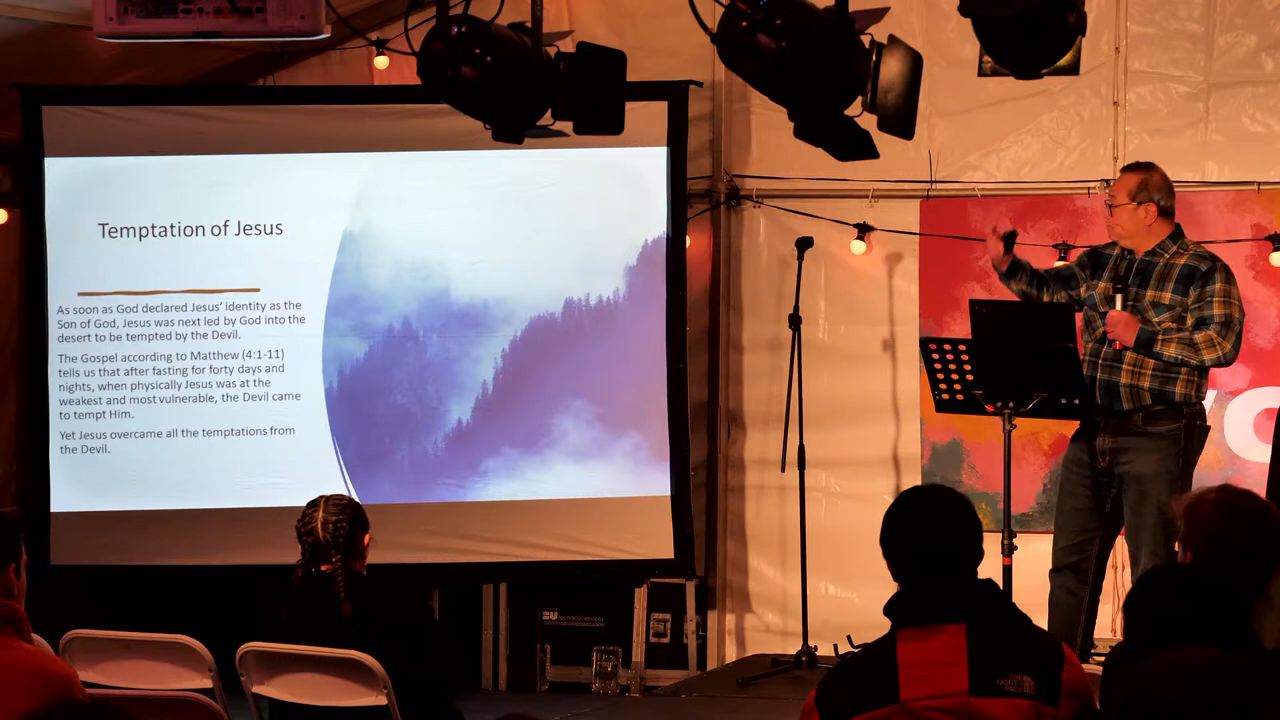 Temptation of Jesus
As soon as God declared Jesus' identity as the
Son of God, Jesus was next led by God into the
desert to be tempted by the Devil.
The Gospel according to Matthew (4:1-11)
tells us that after fasting for forty days and
nights, when physically Jesus was at the
weakest and most vulnerable, the Devil came
to tempt Him.
Yet Jesus overcame all the temptations from
the Devil.
THE
NORTH
FACE